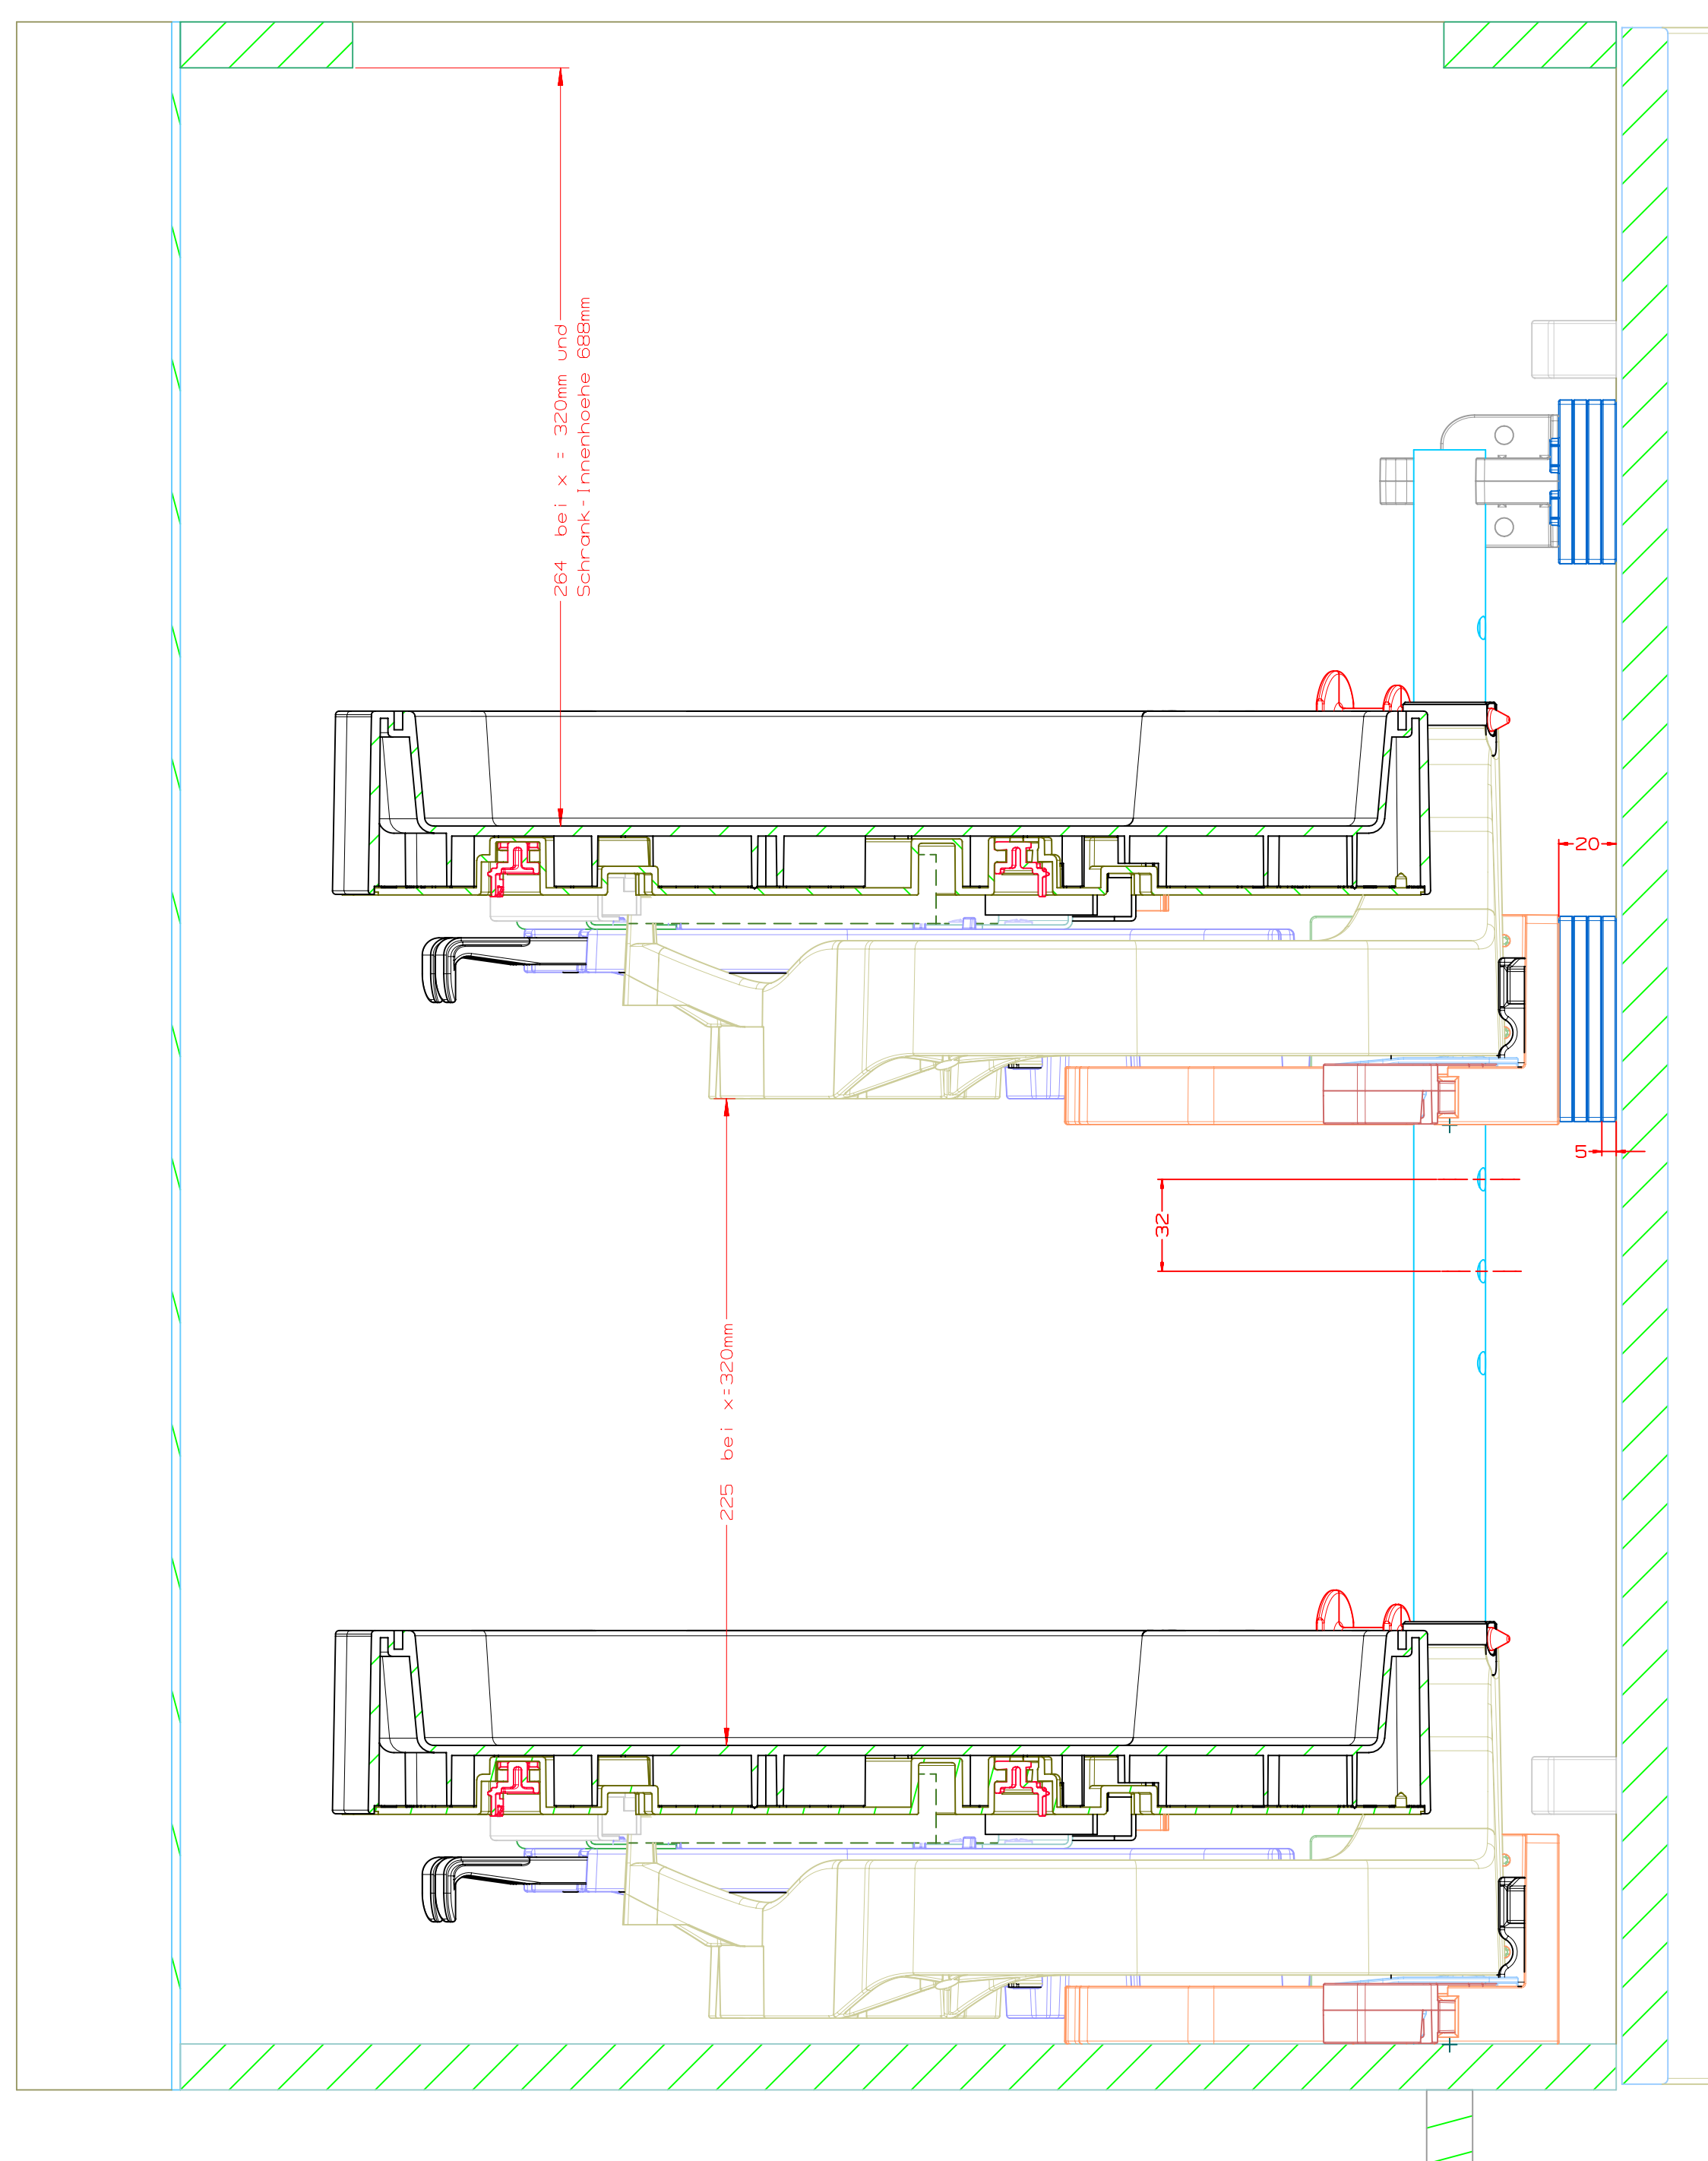 264 bei x = 320mm und
Schrank-Innenhoehe 688mm
20
5
32
225 bei x=320mm